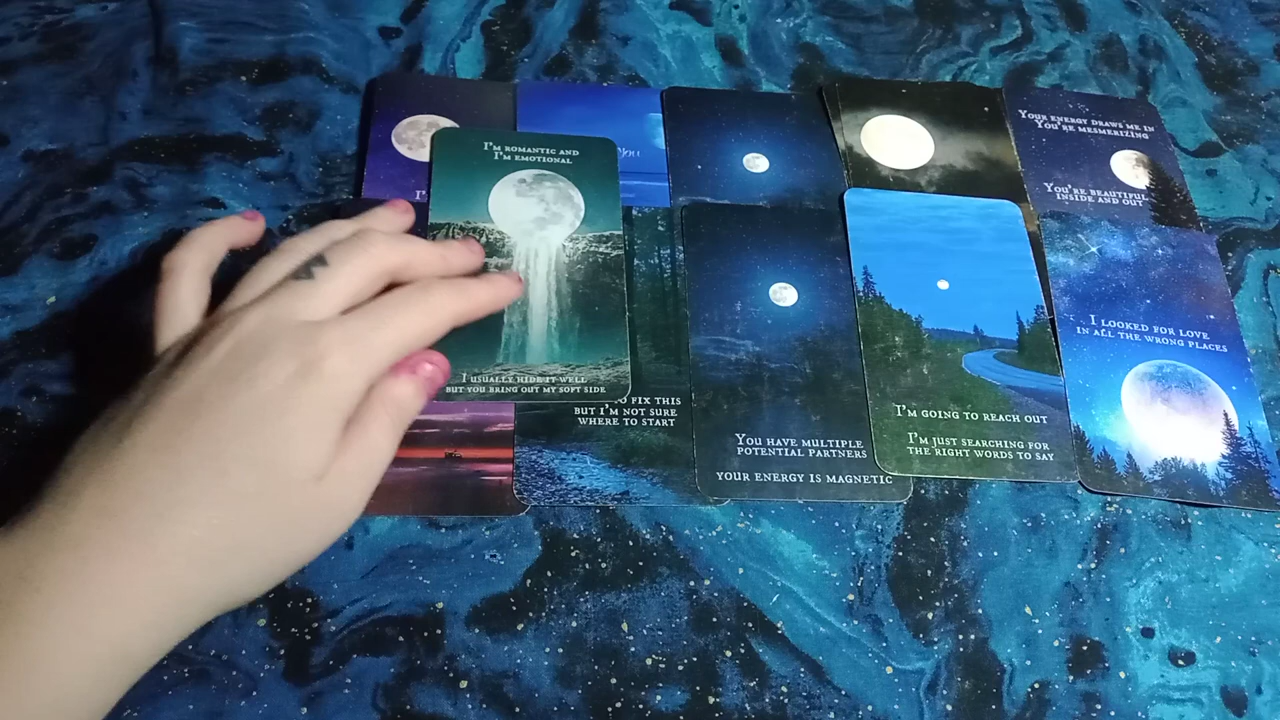 I'M ROMANTIC AND
I'M EMOTIONAL
I USUALLY HIDE IT WELL
BUT YOU BRING OUT MY SOFT SIDE
I'
YOU
TO FIX THIS
BUT I'M NOT SURE
WHERE TO START
YOU HAVE MULTIPLE
POTENTIAL PARTNERS
YOUR ENERGY IS MAGNETIC
I'M GOING TO REACH OUT
I'M JUST SEARCHING FOR
THE RIGHT WORDS TO SAY
YOUR ENERGY DRAWS ME IN
YOU'RE MESMERIZING
YOU'RE BEAUTIFUL
INSIDE AND OUT
I LOOKED FOR LOVE
IN ALL THE WRONG PLACES